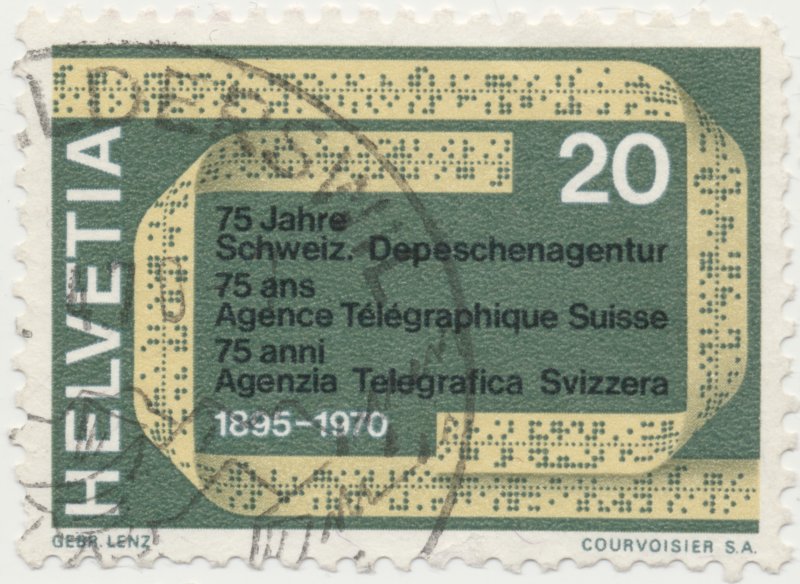 HELVETIA
20
75 Jahre
Schweiz. Depeschenagentur
75 ans
Agence Télégraphique Suisse
75 anni
Agenzia Telegrafica Svizzera
1895-1970
GEBR. LENZ
COURVOISIER S.A.